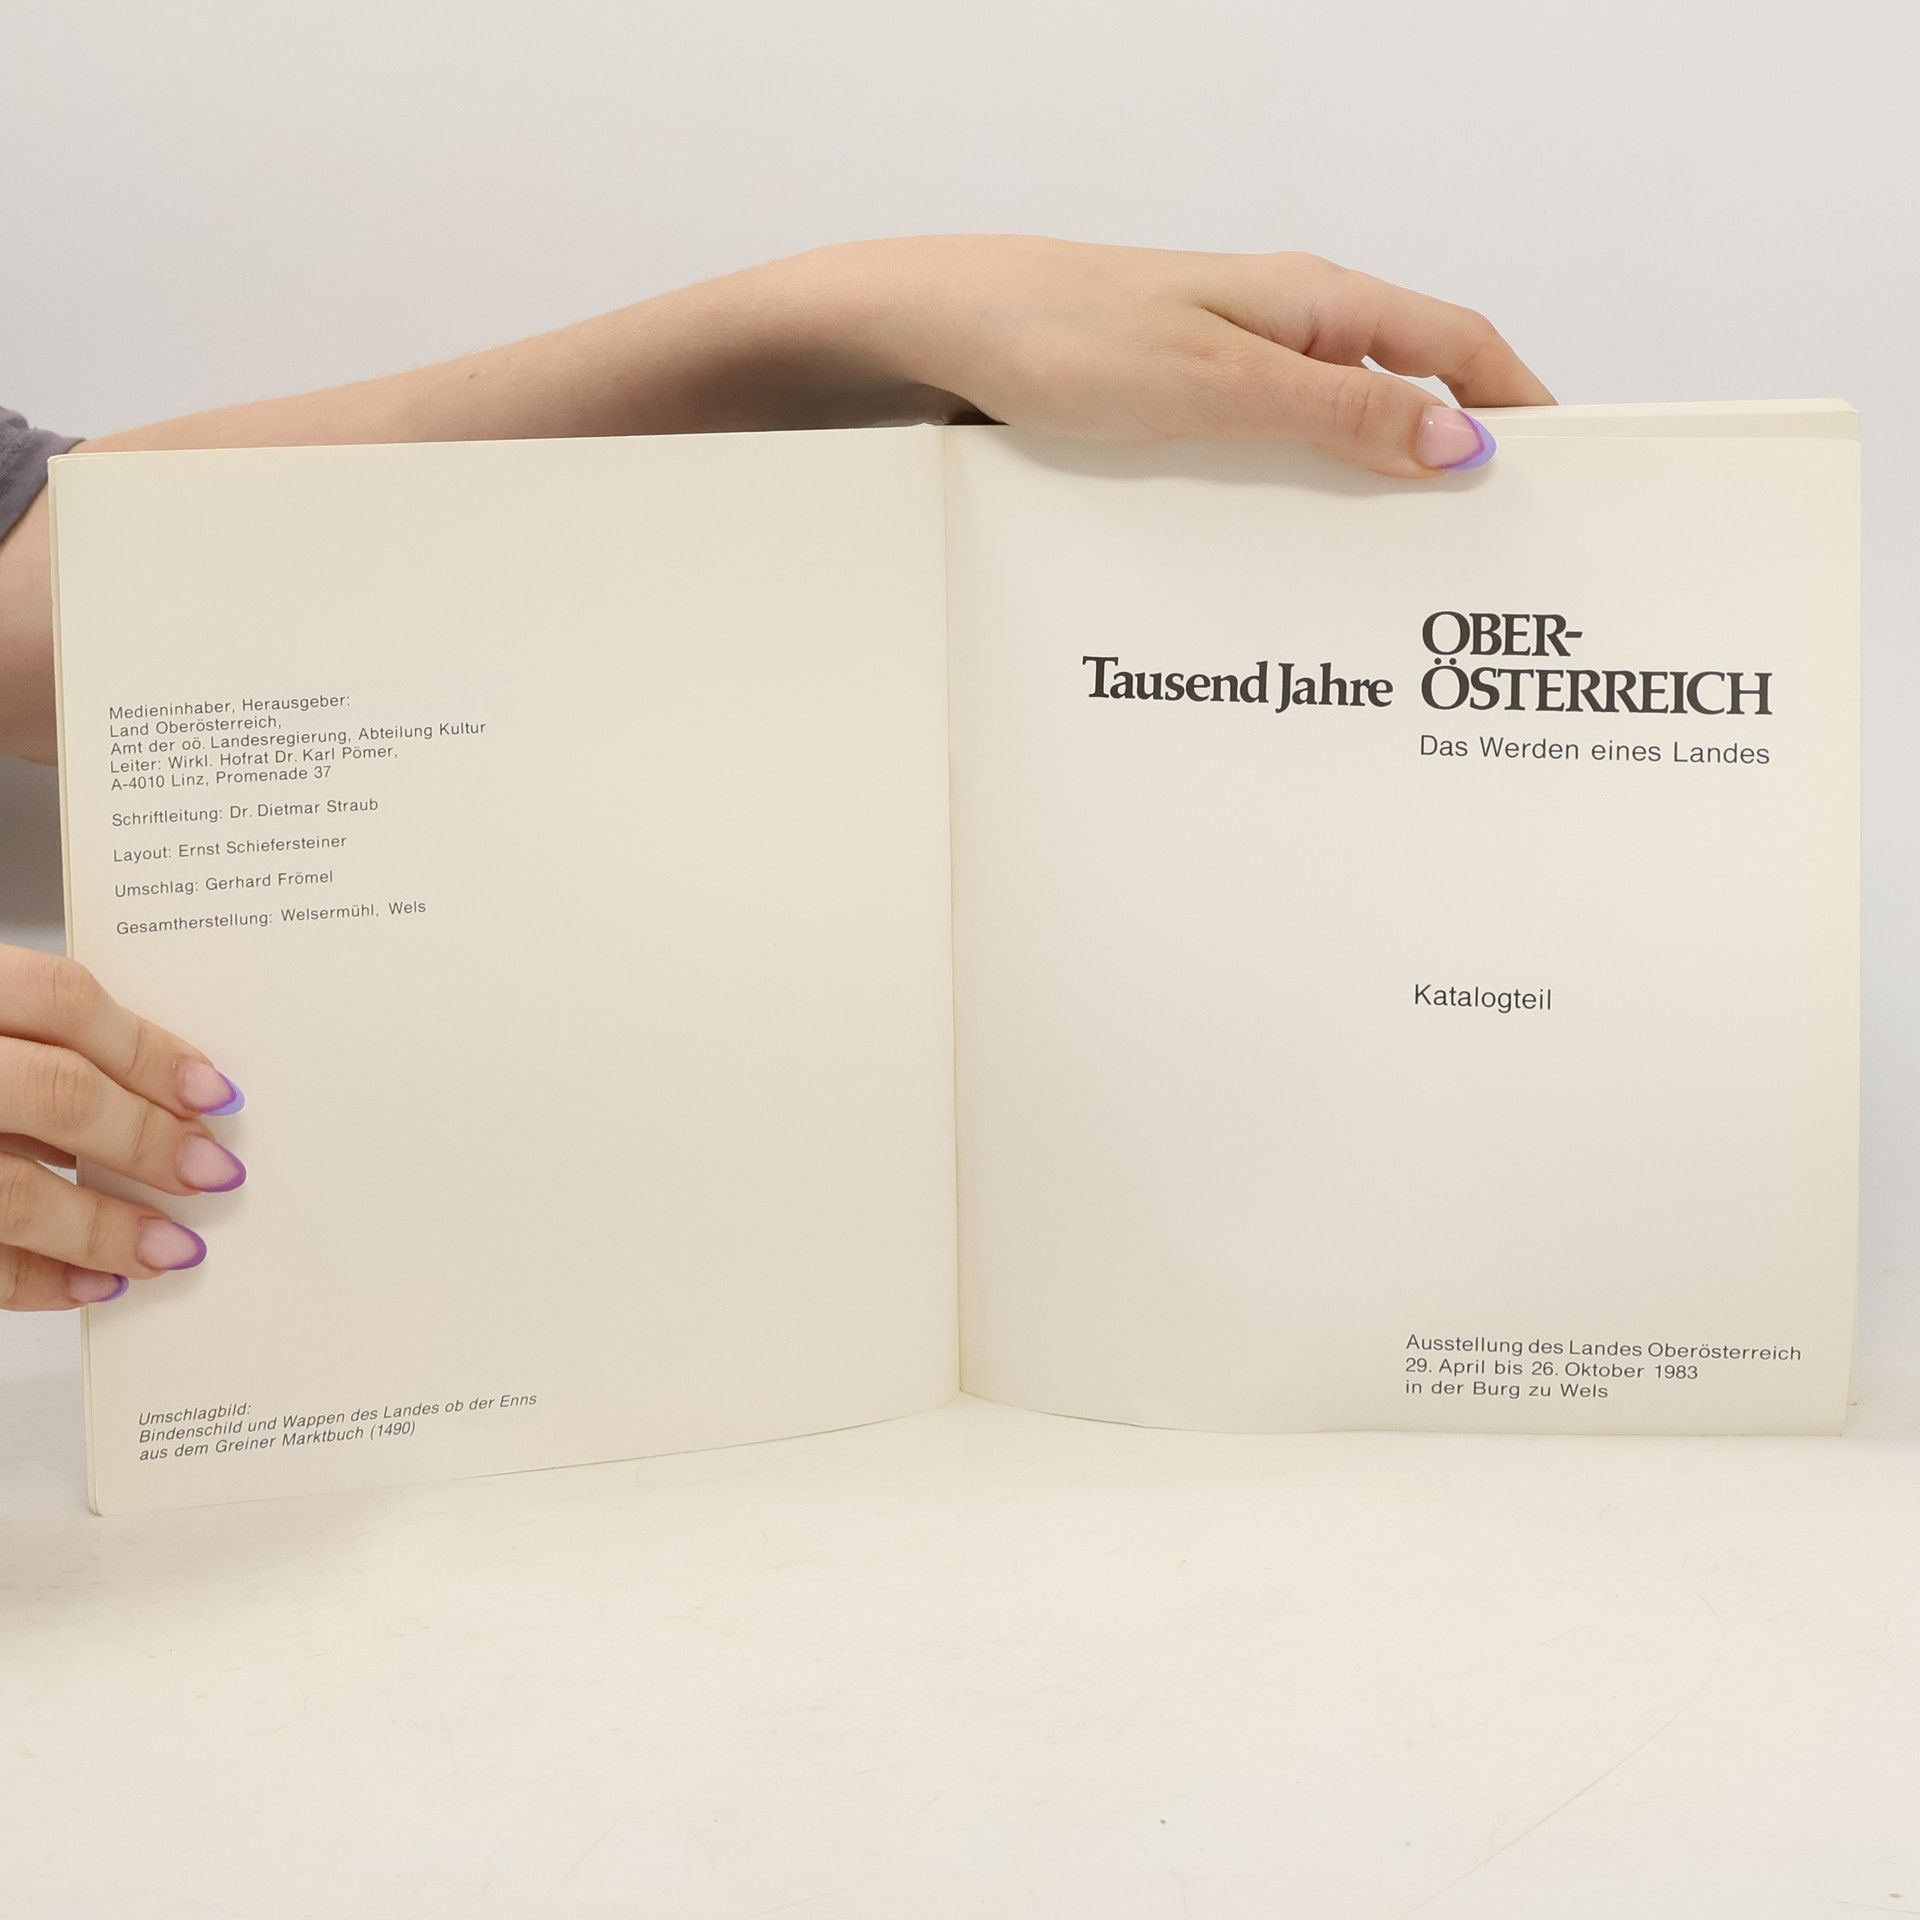 Medieninhaber, Herausgeber:
Land Oberösterreich,
Amt der oö. Landesregierung, Abteilung Kultur
Leiter: Wirkl. Hofrat Dr. Karl Pömer,
A-4010 Linz, Promenade 37
Schriftleitung: Dr. Dietmar Straub
Layout: Ernst Schiefersteiner
Umschlag: Gerhard Frömel
Gesamtherstellung: Welsermühl, Wels
Umschlagbild:
Bindenschild und Wappen des Landes ob der Enns
aus dem Greiner Marktbuch (1490)
OBER-
Tausend Jahre ÖSTERREICH
Das Werden eines Landes
Katalogteil
Ausstellung des Landes Oberösterreich
29. April bis 26. Oktober 1983
in der Burg zu Wels